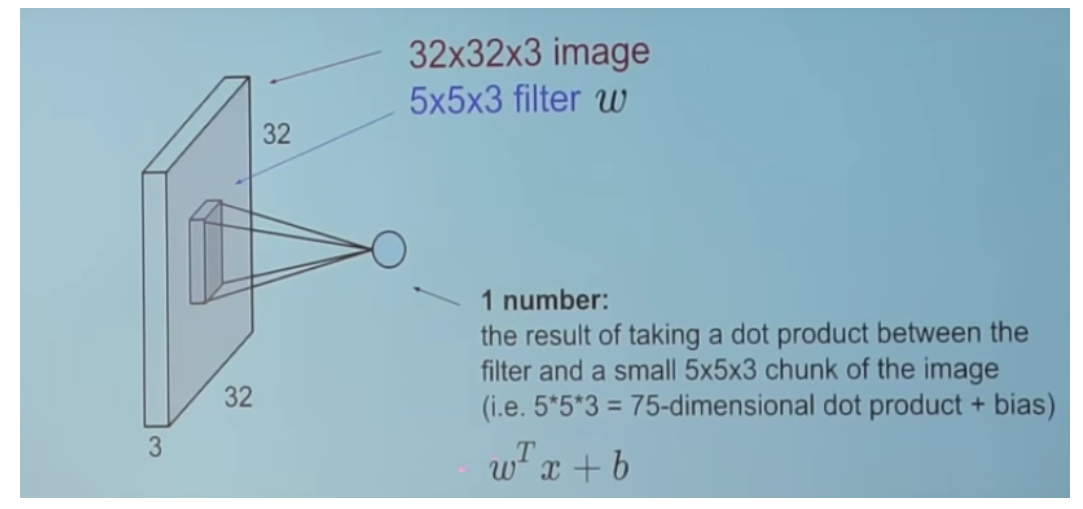 32x32x3 image
5x5x3 filter w
32
32
3
1 number:
the result of taking a dot product between the
filter and a small 5x5x3 chunk of the image
(i.e. 5*5*3 = 75-dimensional dot product + bias)
w^T x + b